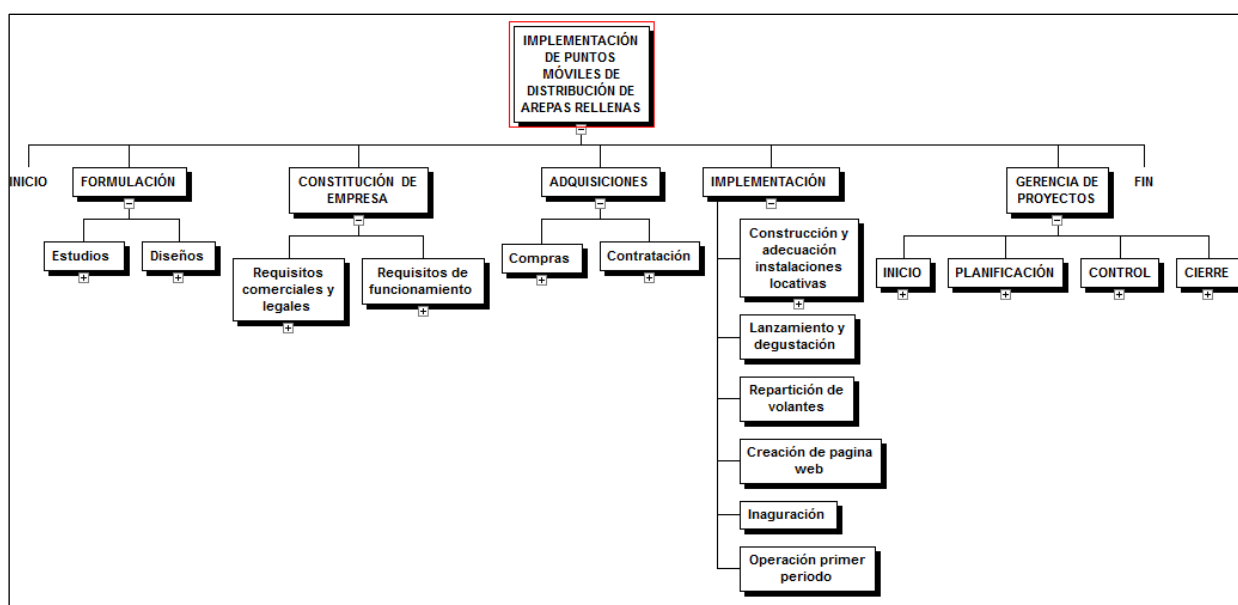 IMPLEMENTACIÓN
DE PUNTOS
MÓVILES DE
DISTRIBUCIÓN DE
AREPAS RELLENAS
INICIO
FORMULACIÓN
CONSTITUCIÓN DE
EMPRESA
ADQUISICIONES
IMPLEMENTACIÓN
GERENCIA DE
PROYECTOS
FIN
Estudios
Diseños
Requisitos
comerciales y
legales
Requisitos de
funcionamiento
Compras
Contratación
Construcción y
adecuación
instalaciones
locativas
Lanzamiento y
degustación
Repartición de
volantes
Creación de pagina
web
Inaguración
Operación primer
periodo
INICIO
PLANIFICACIÓN
CONTROL
CIERRE